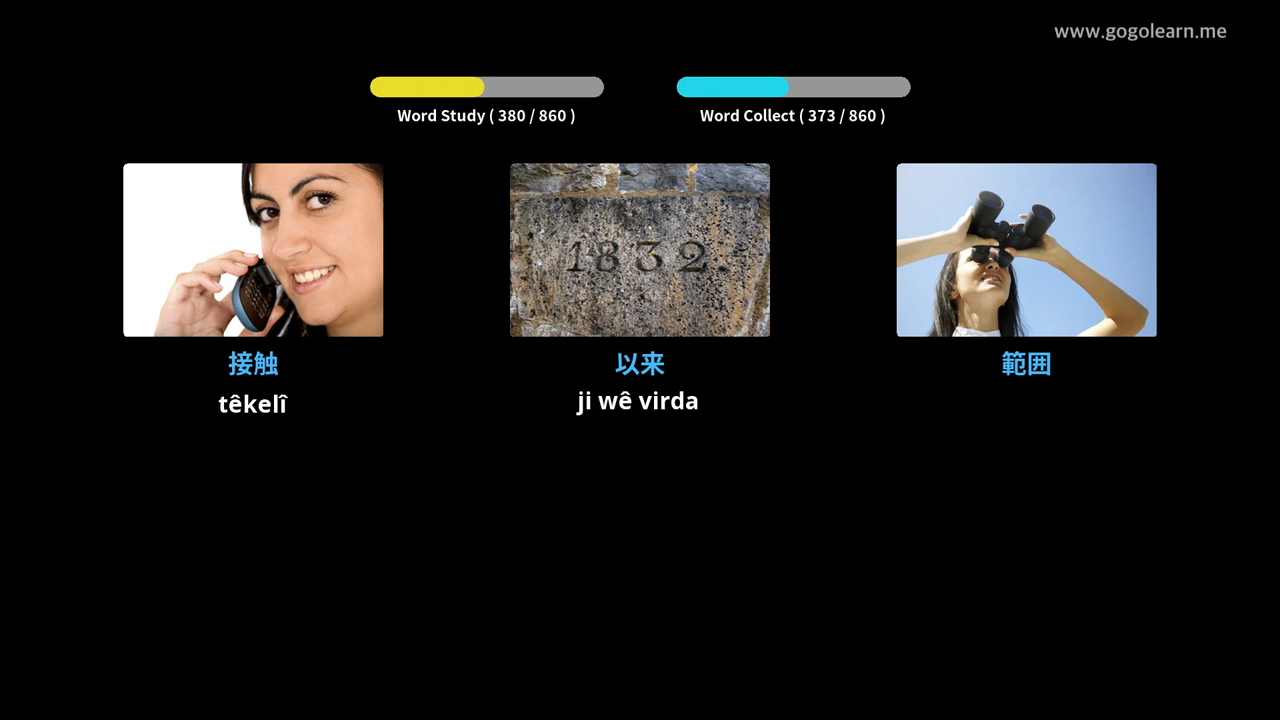 www.gogolearn.me
Word Study ( 380 / 860 )
Word Collect ( 373 / 860 )
1832.
接触
以来
範囲
têkelî
ji wê virda